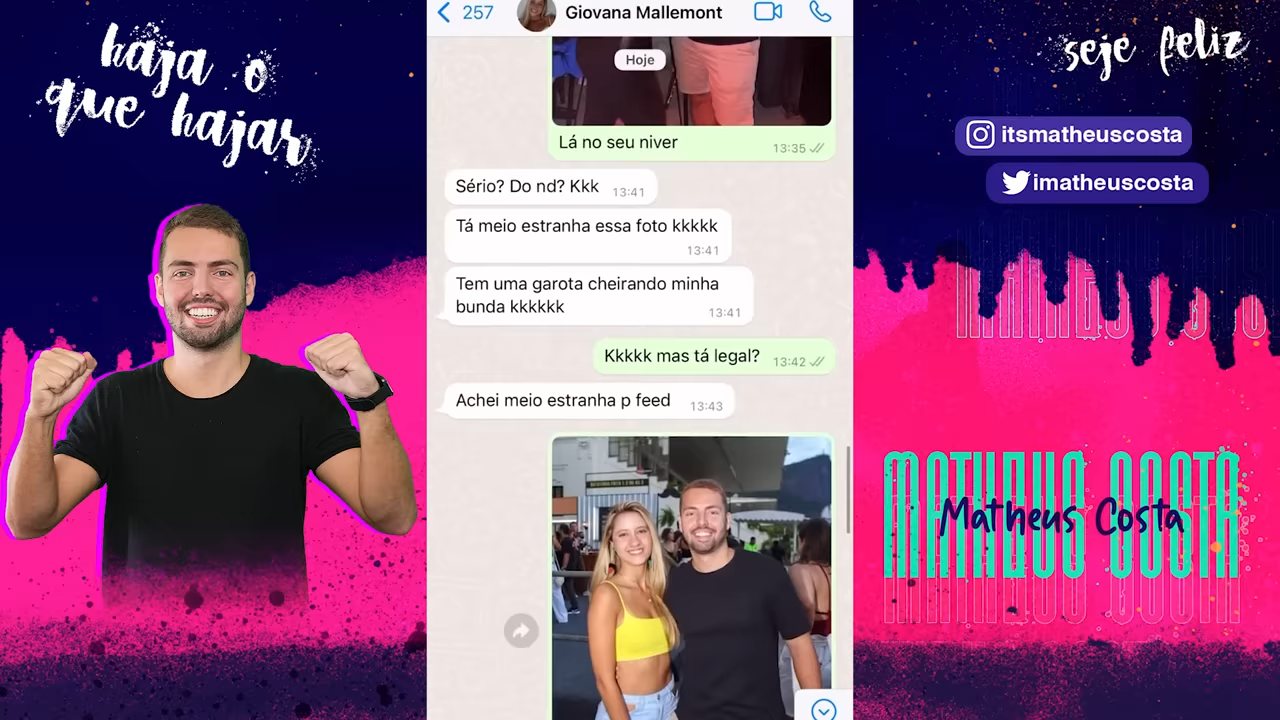 haja o
que hajar
257
Giovana Mallemont
Hoje
Lá no seu niver
13:35
Sério? Do nd? Kkk
13:41
Tá meio estranha essa foto kkkkk
13:41
Tem uma garota cheirando minha
bunda kkkkkk
13:41
Kkkkk mas tá legal?
13:42
Achei meio estranha p feed
13:43
seje feliz
itsmatheuscosta
imatheuscosta
MATHEUS COSTA
Matheus Costa